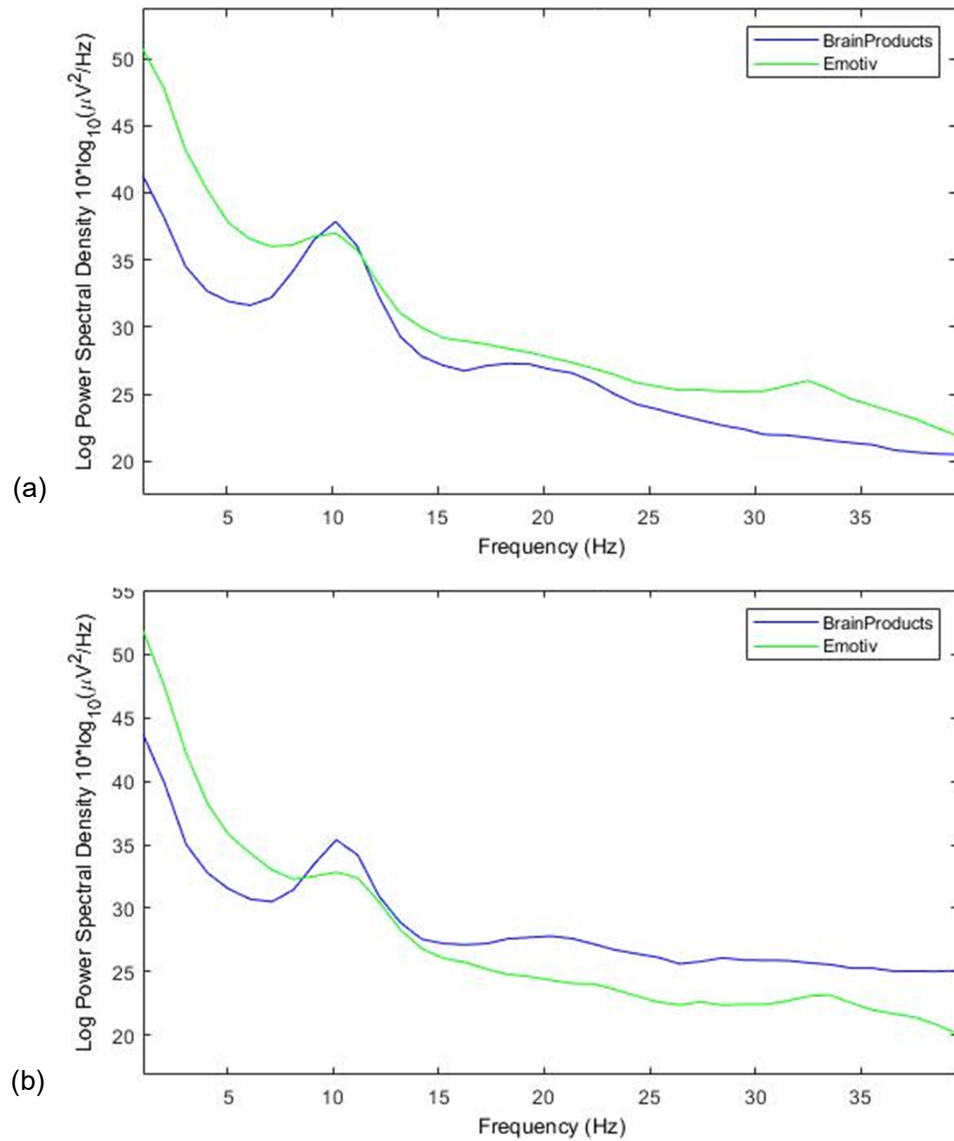 50
45
40
35
30
25
20
Log Power Spectral Density 10*log10(μV2/Hz)
BrainProducts
Emotiv
(a)
5 10 15 20 25 30 35
Frequency (Hz)
55
50
45
40
35
30
25
20
Log Power Spectral Density 10*log10(μV2/Hz)
BrainProducts
Emotiv
(b)
5 10 15 20 25 30 35
Frequency (Hz)